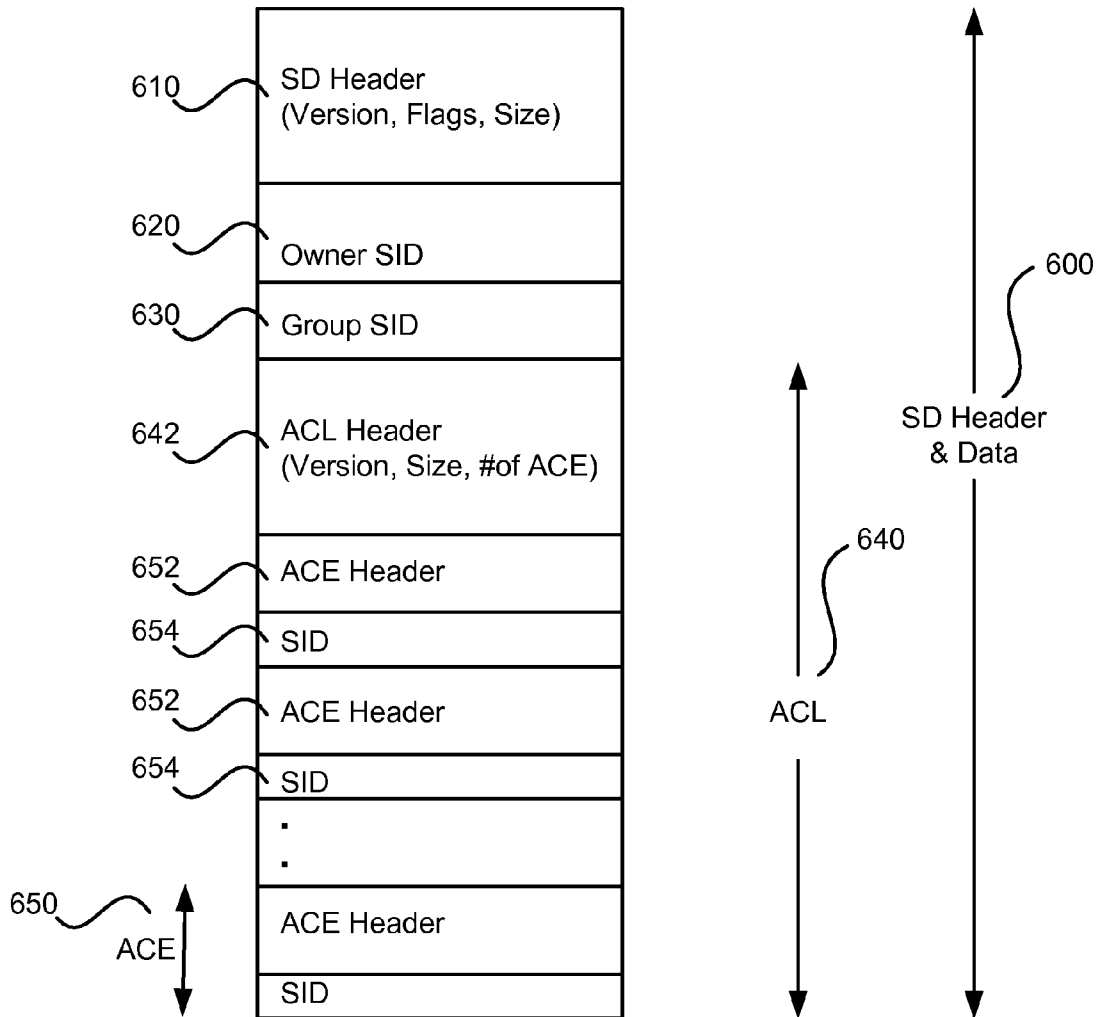 610
SD Header
(Version, Flags, Size)
620
Owner SID
600
630
Group SID
SD Header
& Data
642
ACL Header
(Version, Size, #of ACE)
640
652
ACE Header
654
SID
652
ACE Header
ACL
654
SID
.
.
650
ACE
ACE Header
SID